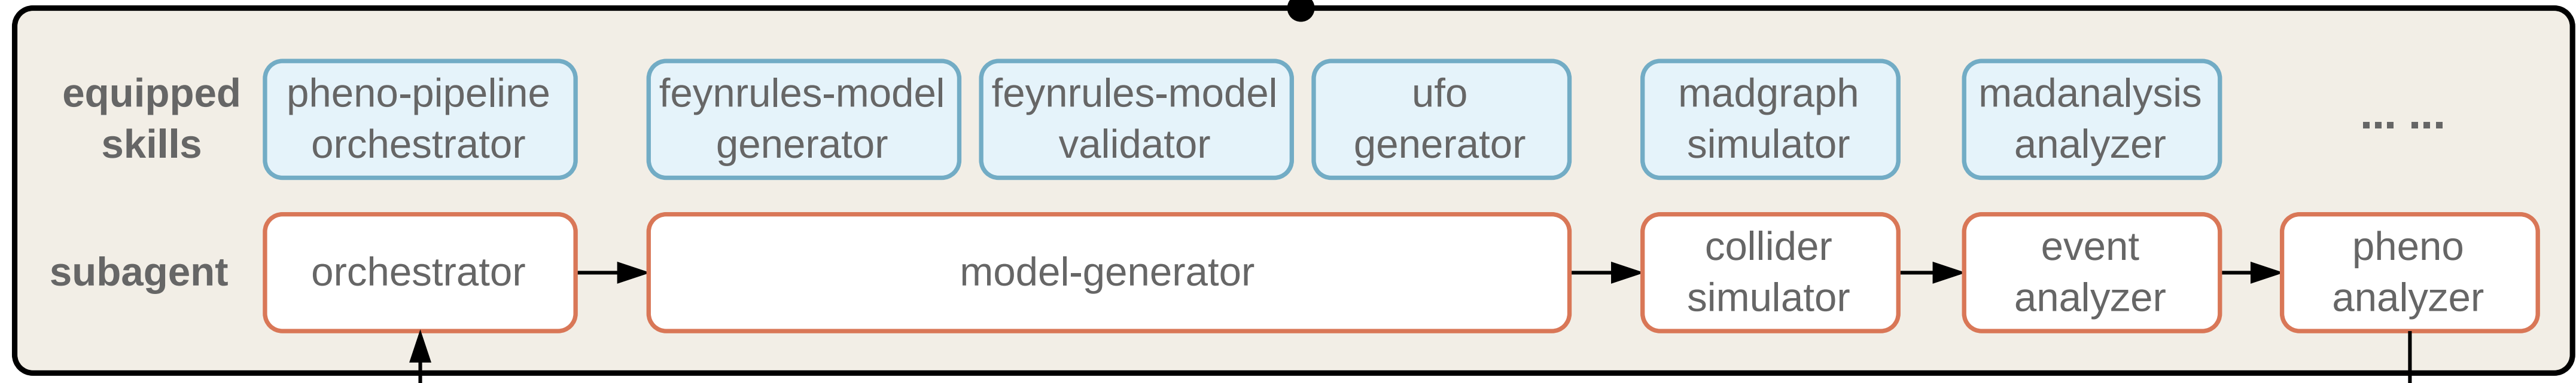 equipped
skills
pheno-pipeline
orchestrator
feynrules-model
generator
feynrules-model
validator
ufo
generator
madgraph
simulator
madanalysis
analyzer
... ...
subagent
orchestrator
model-generator
collider
simulator
event
analyzer
pheno
analyzer